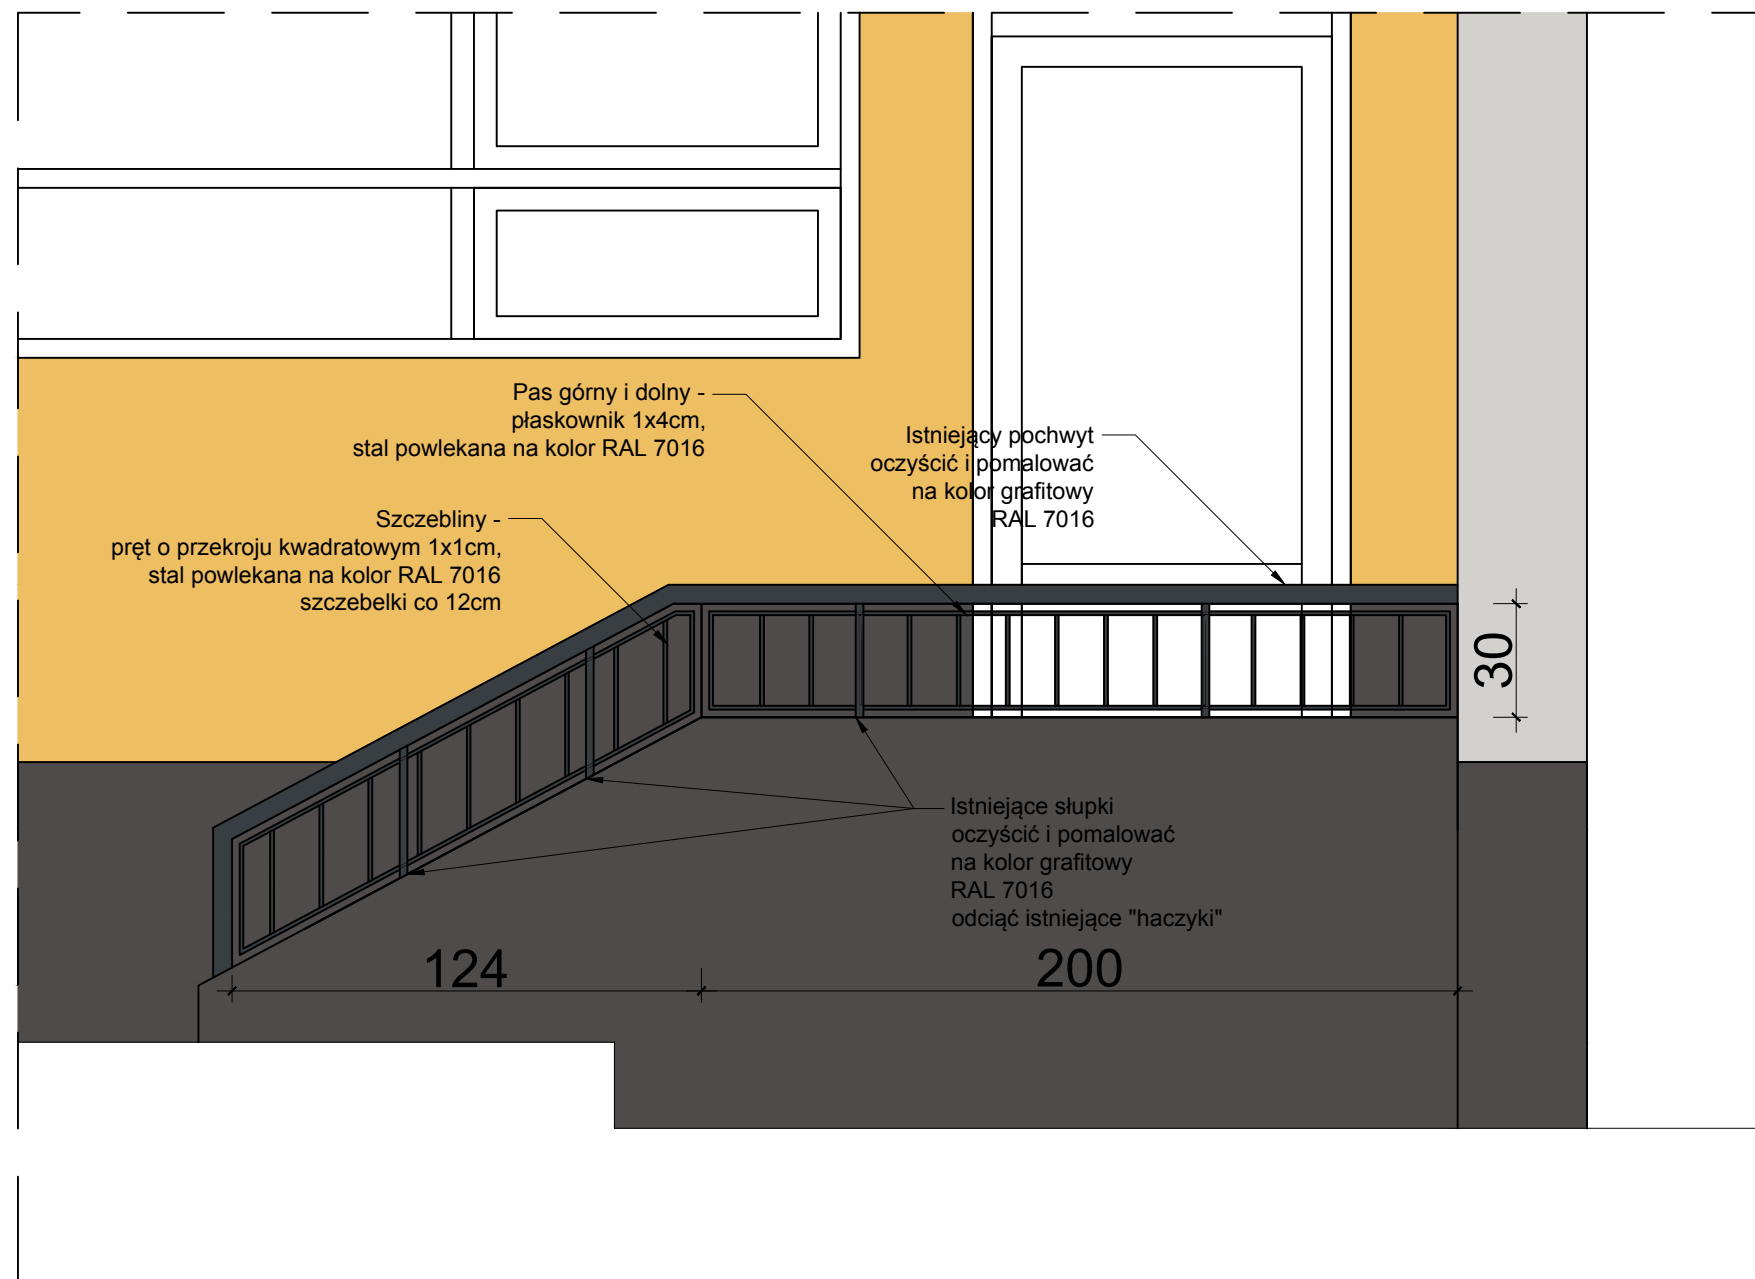 Pas górny i dolny -
płaskownik 1x4cm,
stal powlekana na kolor RAL 7016
Istniejący pochwyt
oczyścić i pomalować
na kolor grafitowy
RAL 7016
Szczebliny -
pręt o przekroju kwadratowym 1x1cm,
stal powlekana na kolor RAL 7016
szczebelki co 12cm
30
Istniejące słupki
oczyścić i pomalować
na kolor grafitowy
RAL 7016
odciąć istniejące "haczyki"
124
200